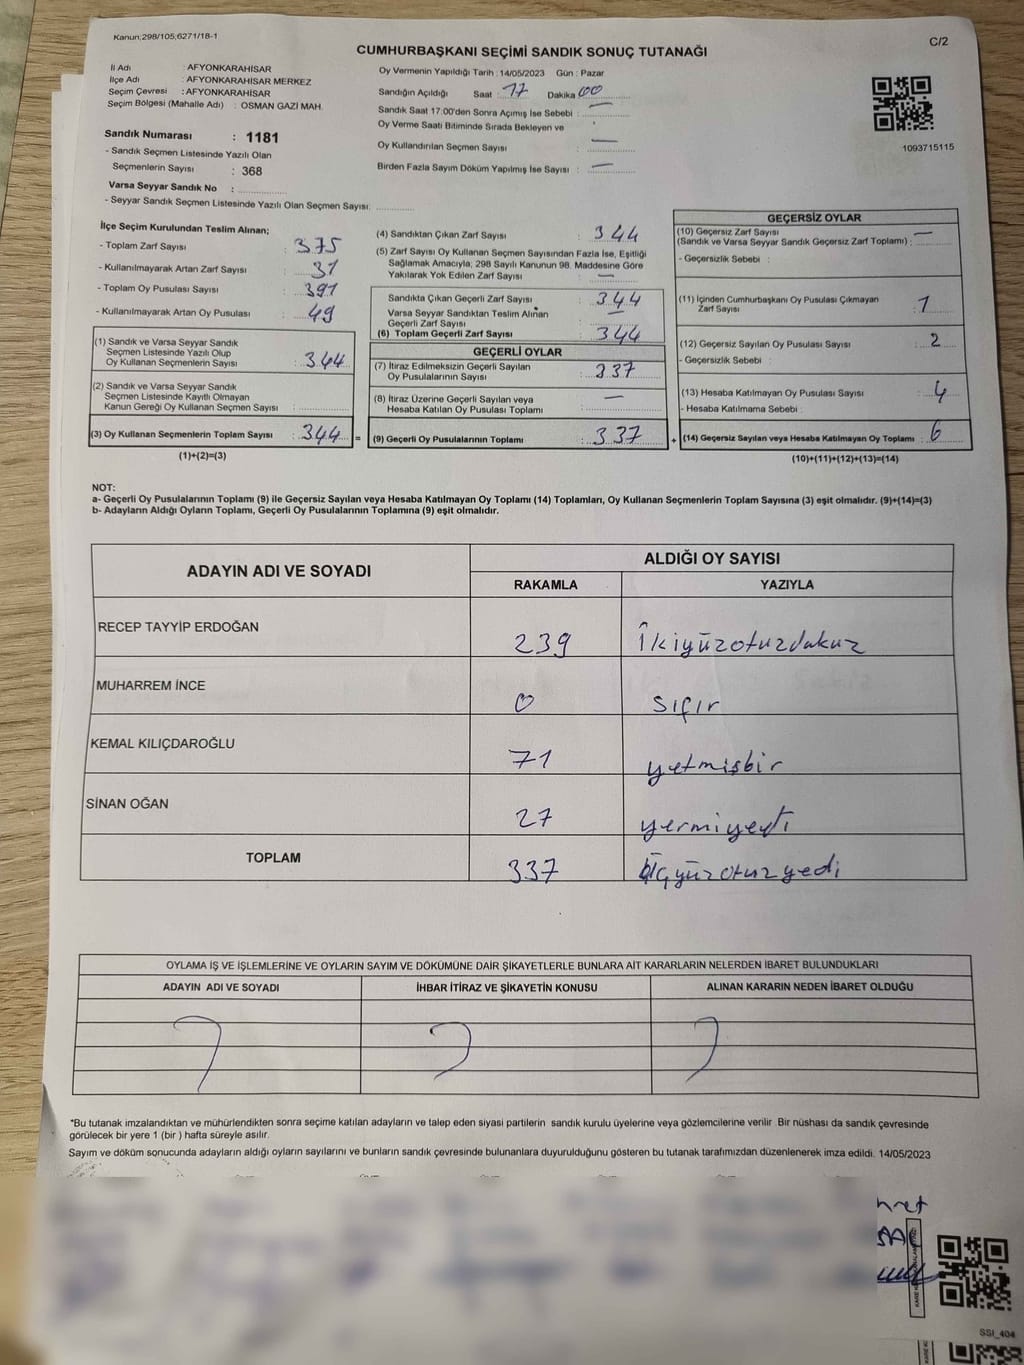 Kanun;298/105;6271/18-1
C/2
CUMHURBAŞKANI SEÇİMİ SANDIK SONUÇ TUTANAĞI
İl Adı : AFYONKARAHİSAR
İlçe Adı : AFYONKARAHİSAR MERKEZ
Seçim Çevresi : AFYONKARAHİSAR
Seçim Bölgesi (Mahalle Adı) : OSMAN GAZİ MAH.
Sandık Numarası : 1181
- Sandık Seçmen Listesinde Yazılı Olan
Seçmenlerin Sayısı : 368
Varsa Seyyar Sandık No :
- Seyyar Sandık Seçmen Listesinde Yazılı Olan Seçmen Sayısı:
Oy Vermenin Yapıldığı Tarih : 14/05/2023 Gün : Pazar
Sandığın Açıldığı Saat : 17 Dakika 00
Sandık Saat 17:00'den Sonra Açımış İse Sebebi : —
Oy Verme Saati Bitiminde Sırada Bekleyen ve
Oy Kullandırılan Seçmen Sayısı : —
Birden Fazla Sayım Döküm Yapılmış İse Sayısı : —
1093715115
İlçe Seçim Kurulundan Teslim Alınan;
- Toplam Zarf Sayısı : 375
- Kullanılmayarak Artan Zarf Sayısı : 31
- Toplam Oy Pusulası Sayısı : 391
- Kullanılmayarak Artan Oy Pusulası : 49
(1) Sandık ve Varsa Seyyar Sandık
Seçmen Listesinde Yazılı Olup
Oy Kullanan Seçmenlerin Sayısı : 344
(2) Sandık ve Varsa Seyyar Sandık
Seçmen Listesinde Kayıtlı Olmayan
Kanun Gereği Oy Kullanan Seçmen Sayısı :
(3) Oy Kullanan Seçmenlerin Toplam Sayısı : 344 =
(1)+(2)=(3)
(4) Sandıktan Çıkan Zarf Sayısı : 344
(5) Zarf Sayısı Oy Kullanan Seçmen Sayısından Fazla İse, Eşitliği
Sağlamak Amacıyla; 298 Sayılı Kanunun 98. Maddesine Göre
Yakılarak Yok Edilen Zarf Sayısı : —
Sandıkta Çıkan Geçerli Zarf Sayısı : 344
Varsa Seyyar Sandıktan Teslim Alınan
Geçerli Zarf Sayısı : —
(6) Toplam Geçerli Zarf Sayısı : 344
GEÇERLİ OYLAR
(7) İtiraz Edilmeksizin Geçerli Sayılan
Oy Pusulalarının Sayısı : 337
(8) İtiraz Üzerine Geçerli Sayılan veya
Hesaba Katılan Oy Pusulası Toplamı : —
(9) Geçerli Oy Pusulalarının Toplamı : 337 +
GEÇERSİZ OYLAR
(10) Geçersiz Zarf Sayısı —
(Sandık ve Varsa Seyyar Sandık Geçersiz Zarf Toplamı) :
- Geçersizlik Sebebi :
(11) İçinden Cumhurbaşkanı Oy Pusulası Çıkmayan
Zarf Sayısı : 1
(12) Geçersiz Sayılan Oy Pusulası Sayısı : 2
- Geçersizlik Sebebi :
(13) Hesaba Katılmayan Oy Pusulası Sayısı : 4
- Hesaba Katılmama Sebebi :
(14) Geçersiz Sayılan veya Hesaba Katılmayan Oy Toplamı : 6
(10)+(11)+(12)+(13)=(14)
NOT:
a- Geçerli Oy Pusulalarının Toplamı (9) ile Geçersiz Sayılan veya Hesaba Katılmayan Oy Toplamı (14) Toplamları, Oy Kullanan Seçmenlerin Toplam Sayısına (3) eşit olmalıdır. (9)+(14)=(3)
b- Adayların Aldığı Oyların Toplamı, Geçerli Oy Pusulalarının Toplamına (9) eşit olmalıdır.
ADAYIN ADI VE SOYADI
ALDIĞI OY SAYISI
RAKAMLA YAZIYLA
RECEP TAYYİP ERDOĞAN 239 İkiyüzotuzdokuz
MUHARREM İNCE 0 sıfır
KEMAL KILIÇDAROĞLU 71 yetmişbir
SİNAN OĞAN 27 yermiyedi
TOPLAM 337 üçyüzotuzyedi
OYLAMA İŞ VE İŞLEMLERİNE VE OYLARIN SAYIM VE DÖKÜMÜNE DAİR ŞİKAYETLERLE BUNLARA AİT KARARLARIN NELERDEN İBARET BULUNDUKLARI
ADAYIN ADI VE SOYADI İHBAR İTİRAZ VE ŞİKAYETİN KONUSU ALINAN KARARIN NEDEN İBARET OLDUĞU
*Bu tutanak imzalandıktan ve mühürlendikten sonra seçime katılan adayların ve talep eden siyasi partilerin sandık kurulu üyelerine veya gözlemcilerine verilir. Bir nüshası da sandık çevresinde
görülecek bir yere 1 (bir ) hafta süreyle asılır.
Sayım ve döküm sonucunda adayların aldığı oyların sayılarını ve bunların sandık çevresinde bulunanlara duyurulduğunu gösteren bu tutanak tarafımızdan düzenlenerek imza edildi. 14/05/2023
SSI_404